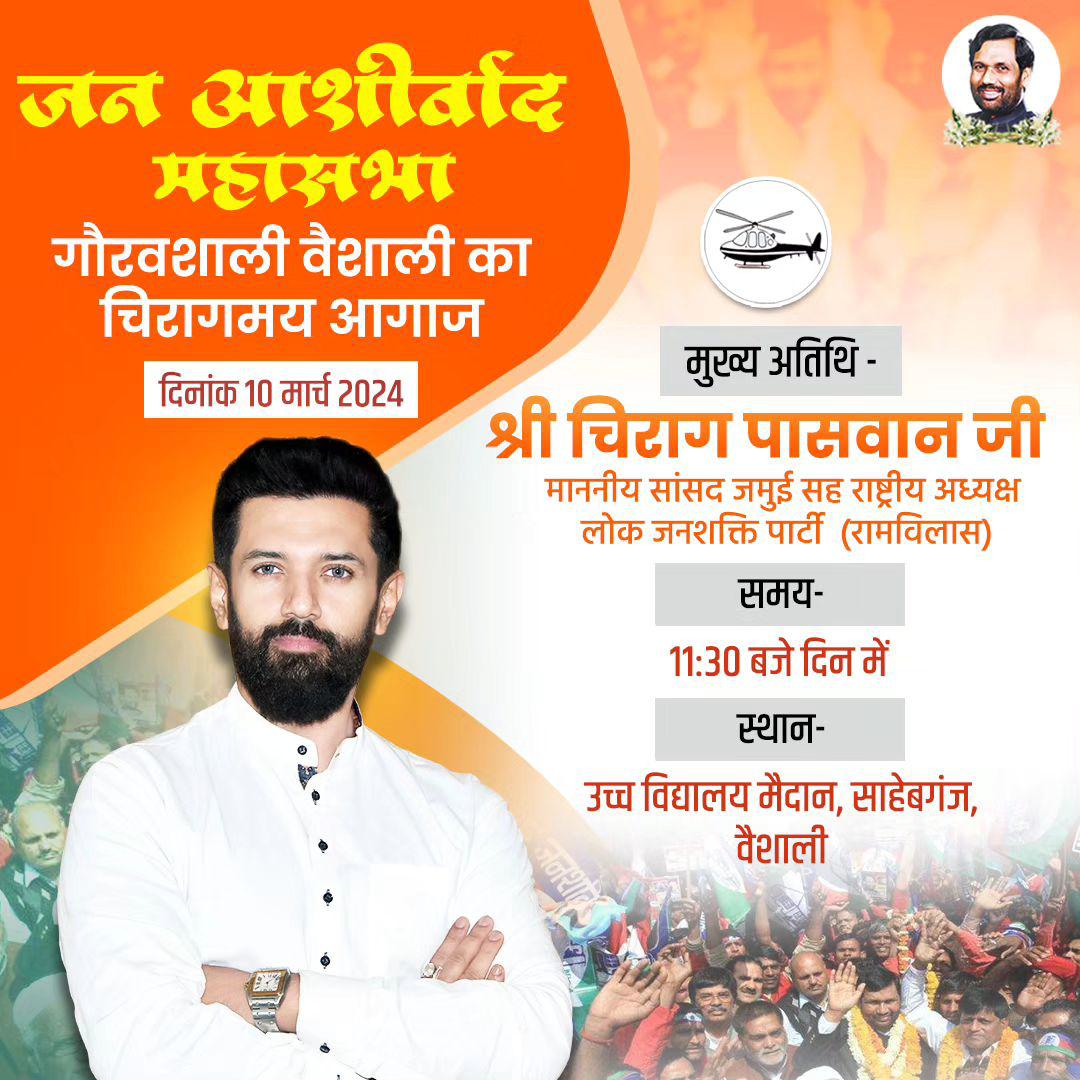 जन आशीर्वाद
महासभा
गौरवशाली वैशाली का
चिरागमय आगाज
दिनांक 10 मार्च 2024
मुख्य अतिथि -
श्री चिराग पासवान जी
माननीय सांसद जमुई सह राष्ट्रीय अध्यक्ष
लोक जनशक्ति पार्टी (रामविलास)
समय-
11:30 बजे दिन में
स्थान-
उच्च विद्यालय मैदान, साहेबगंज,
वैशाली